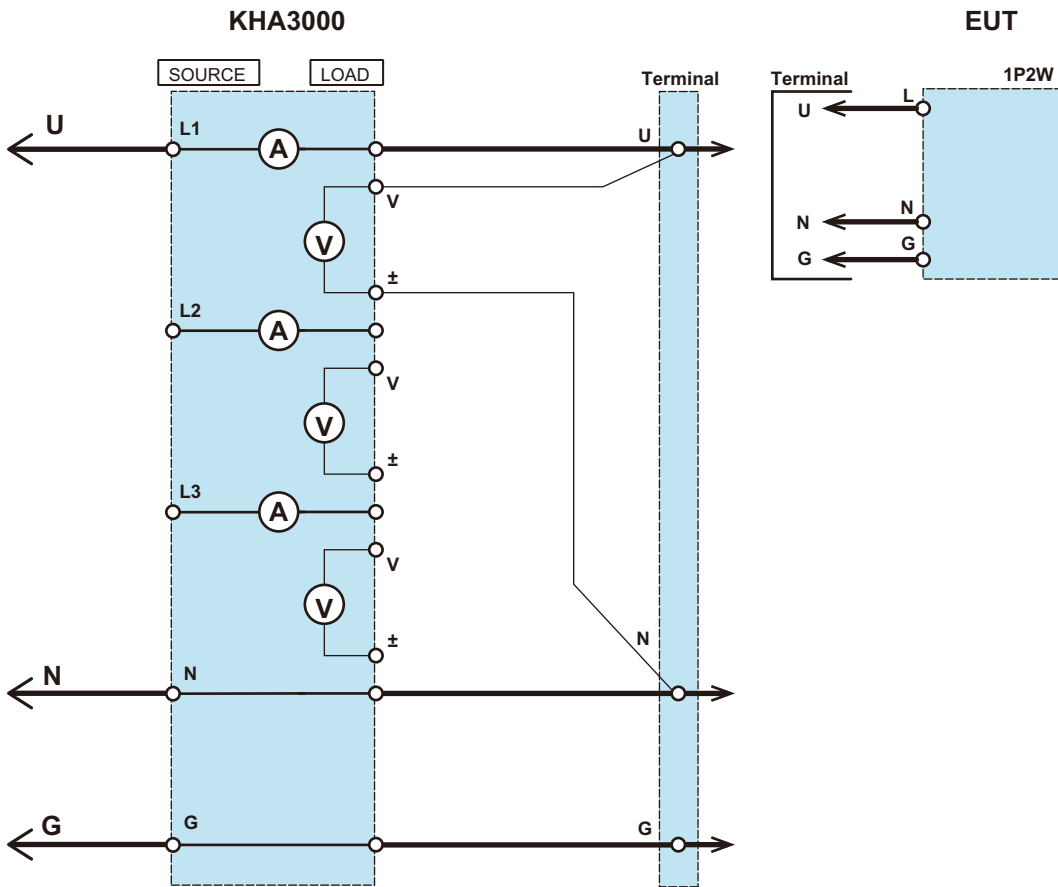 KHA3000
EUT
SOURCE
LOAD
Terminal
Terminal
1P2W
U
L1
A
U
U
L
V
V
N
N
G
G
±
L2
A
V
V
±
L3
A
V
V
±
N
N
N
G
G
G